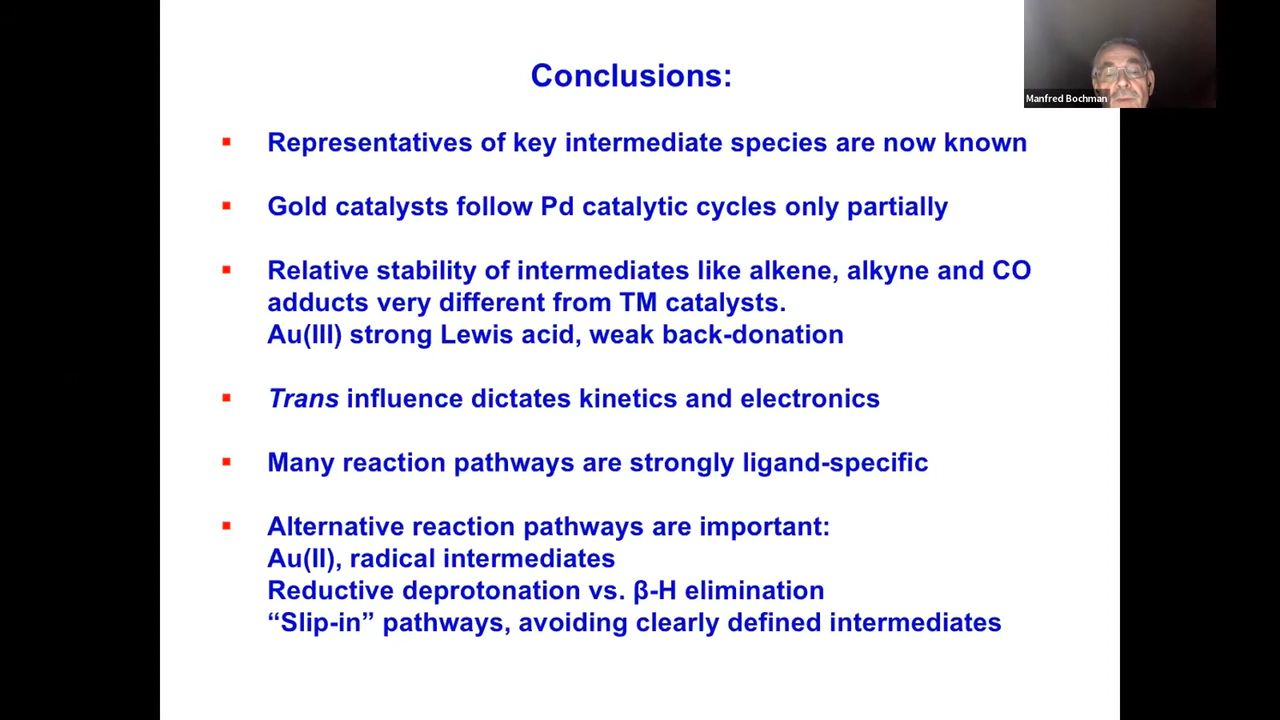 Conclusions:
Manfred Bochman
Representatives of key intermediate species are now known
Gold catalysts follow Pd catalytic cycles only partially
Relative stability of intermediates like alkene, alkyne and CO
adducts very different from TM catalysts.
Au(III) strong Lewis acid, weak back-donation
Trans influence dictates kinetics and electronics
Many reaction pathways are strongly ligand-specific
Alternative reaction pathways are important:
Au(II), radical intermediates
Reductive deprotonation vs. β-H elimination
“Slip-in” pathways, avoiding clearly defined intermediates